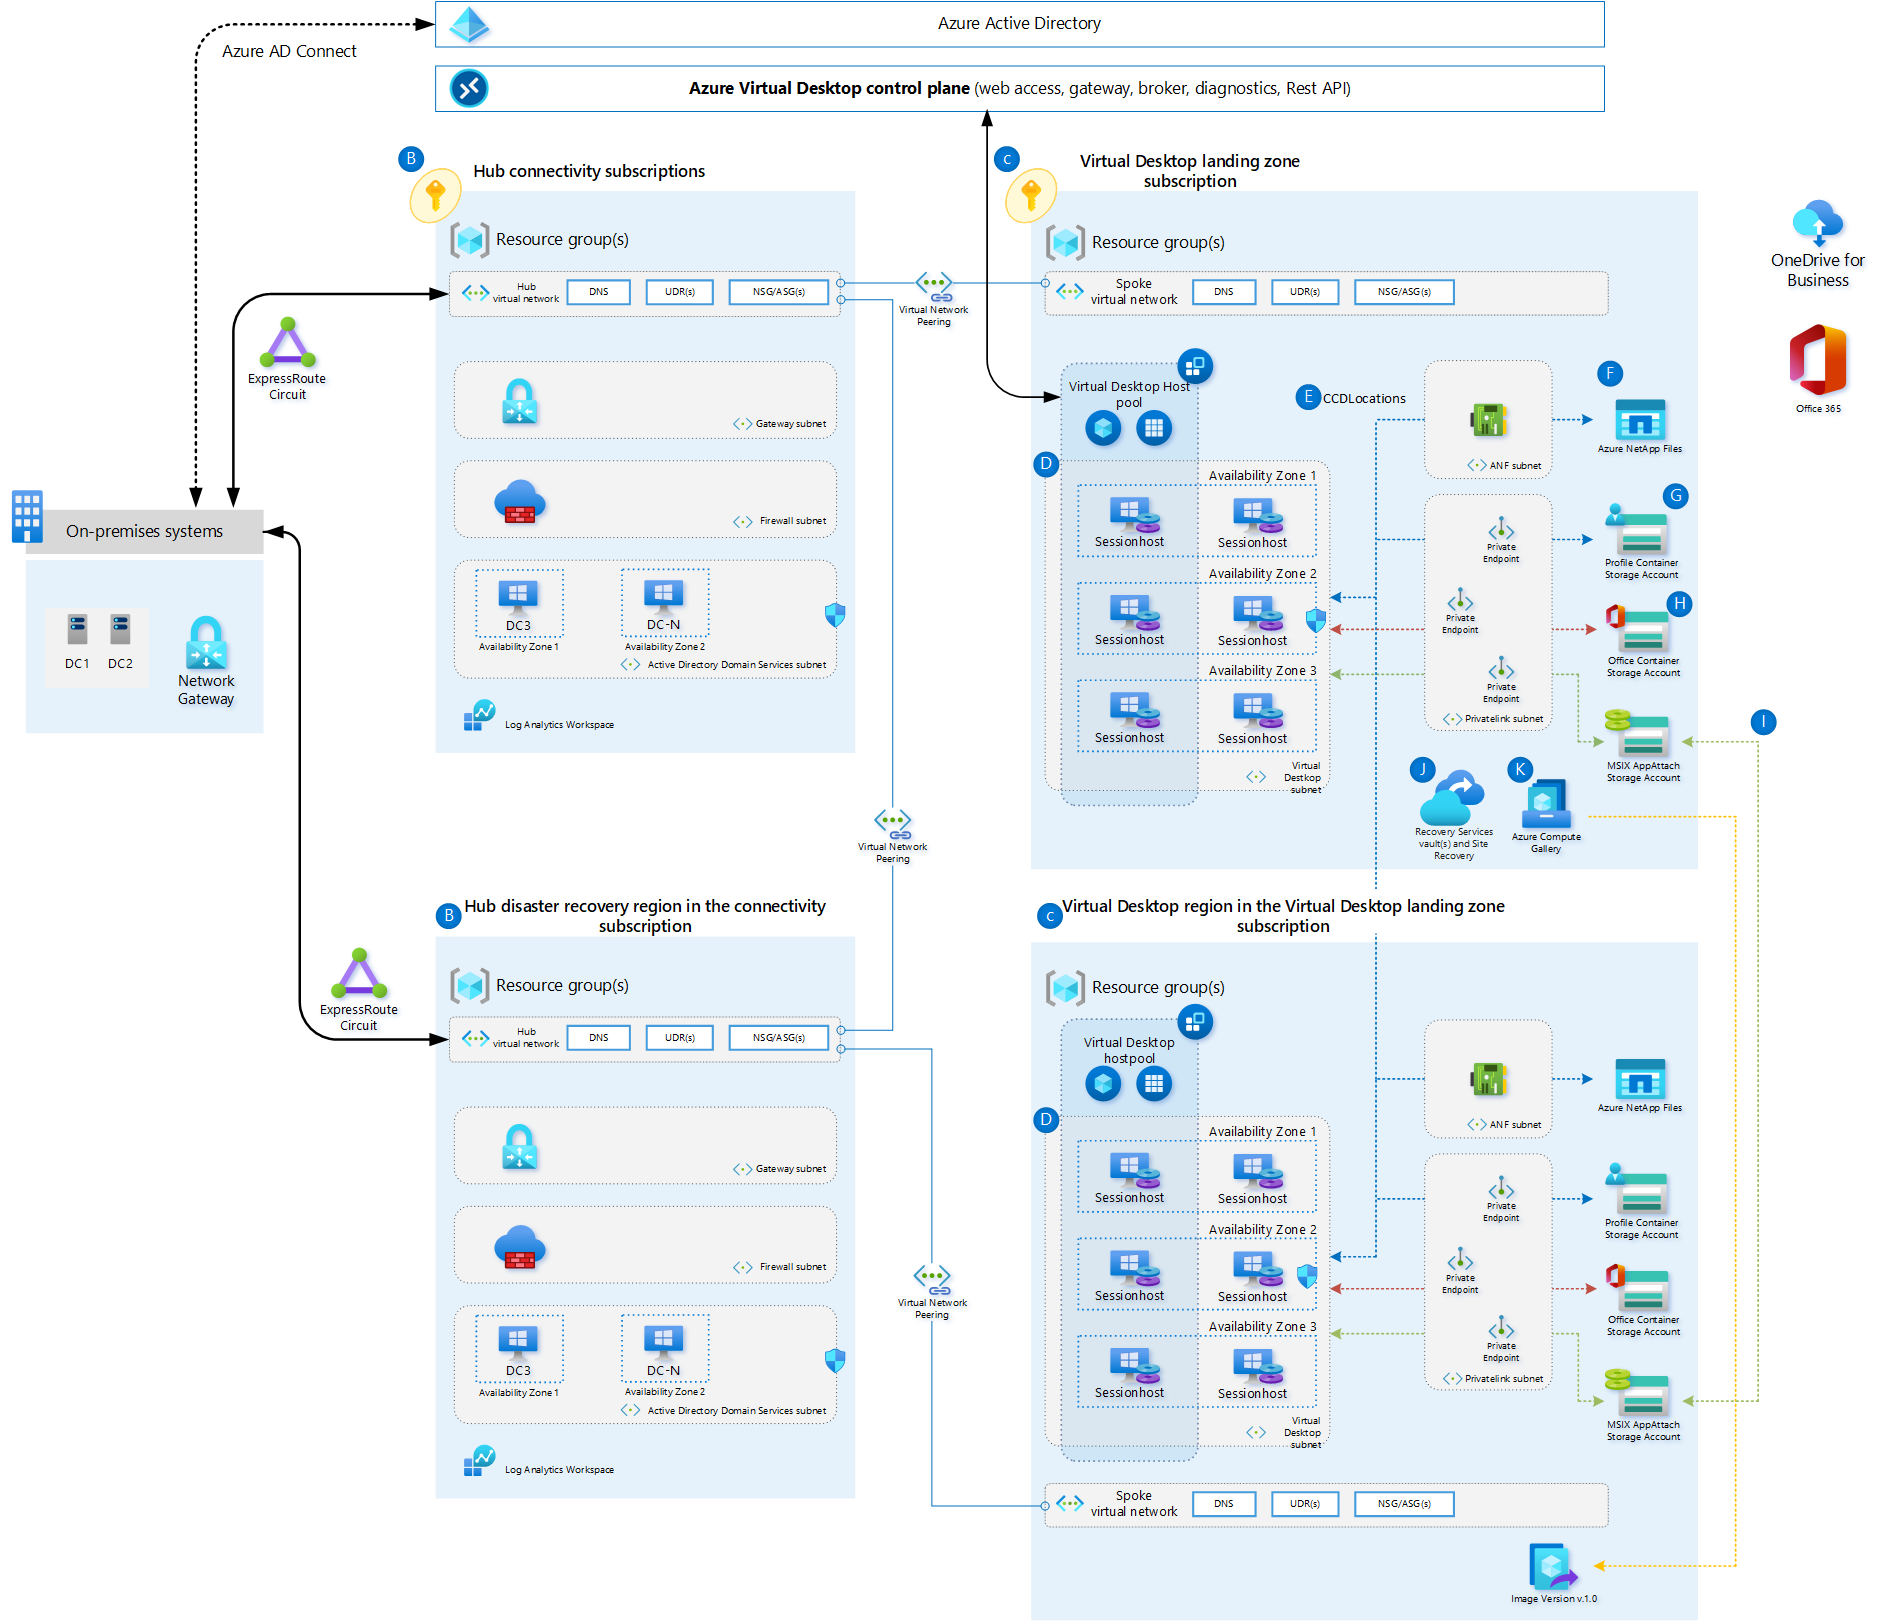 Azure Active Directory
Azure AD Connect
Azure Virtual Desktop control plane (web access, gateway, broker, diagnostics, Rest API)
B
Hub connectivity subscriptions
Resource group(s)
Hub
virtual network
DNS
UDR(s)
NSG/ASG(s)
Virtual Network
Peering
Gateway subnet
Firewall subnet
DC3
Availability Zone 1
DC-N
Availability Zone 2
Active Directory Domain Services subnet
Log Analytics Workspace
ExpressRoute
Circuit
On-premises systems
DC1
DC2
Network
Gateway
C
Virtual Desktop landing zone
subscription
Resource group(s)
Spoke
virtual network
DNS
UDR(s)
NSG/ASG(s)
Virtual Desktop Host
pool
D
Availability Zone 1
Sessionhost
Sessionhost
Availability Zone 2
Sessionhost
Sessionhost
Availability Zone 3
Sessionhost
Sessionhost
Virtual
Destkop
subnet
E
CCDLocations
ANF subnet
F
Azure NetApp Files
Private
Endpoint
Private
Endpoint
Private
Endpoint
Privatelink subnet
G
Profile Container
Storage Account
H
Office Container
Storage Account
MSIX AppAttach
Storage Account
I
J
Recovery Services
vault(s) and Site
Recovery
K
Azure Compute
Gallery
OneDrive for
Business
Office 365
Virtual Network
Peering
B
Hub disaster recovery region in the connectivity
subscription
Resource group(s)
Hub
virtual network
DNS
UDR(s)
NSG/ASG(s)
ExpressRoute
Circuit
Gateway subnet
Firewall subnet
DC3
Availability Zone 1
DC-N
Availability Zone 2
Active Directory Domain Services subnet
Log Analytics Workspace
Virtual Network
Peering
C
Virtual Desktop region in the Virtual Desktop landing zone
subscription
Resource group(s)
Virtual Desktop
hostpool
D
Availability Zone 1
Sessionhost
Sessionhost
Availability Zone 2
Sessionhost
Sessionhost
Availability Zone 3
Sessionhost
Sessionhost
Virtual
Desktop
subnet
ANF subnet
Azure NetApp Files
Private
Endpoint
Private
Endpoint
Private
Endpoint
Privatelink subnet
Profile Container
Storage Account
Office Container
Storage Account
MSIX AppAttach
Storage Account
Spoke
virtual network
DNS
UDR(s)
NSG/ASG(s)
Image Version v.1.0